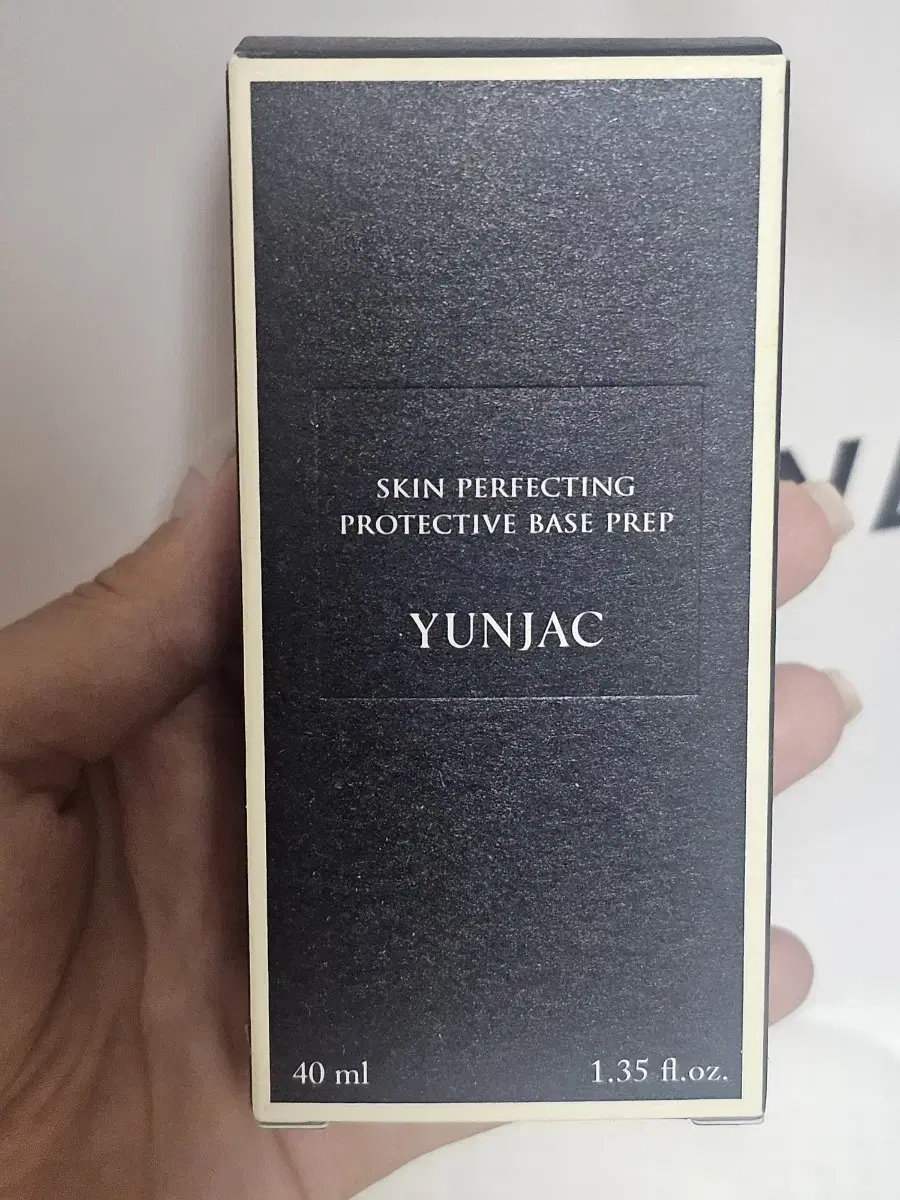 SKIN PERFECTING
PROTECTIVE BASE PREP
YUNJAC
40 ml
1.35 fl.oz.